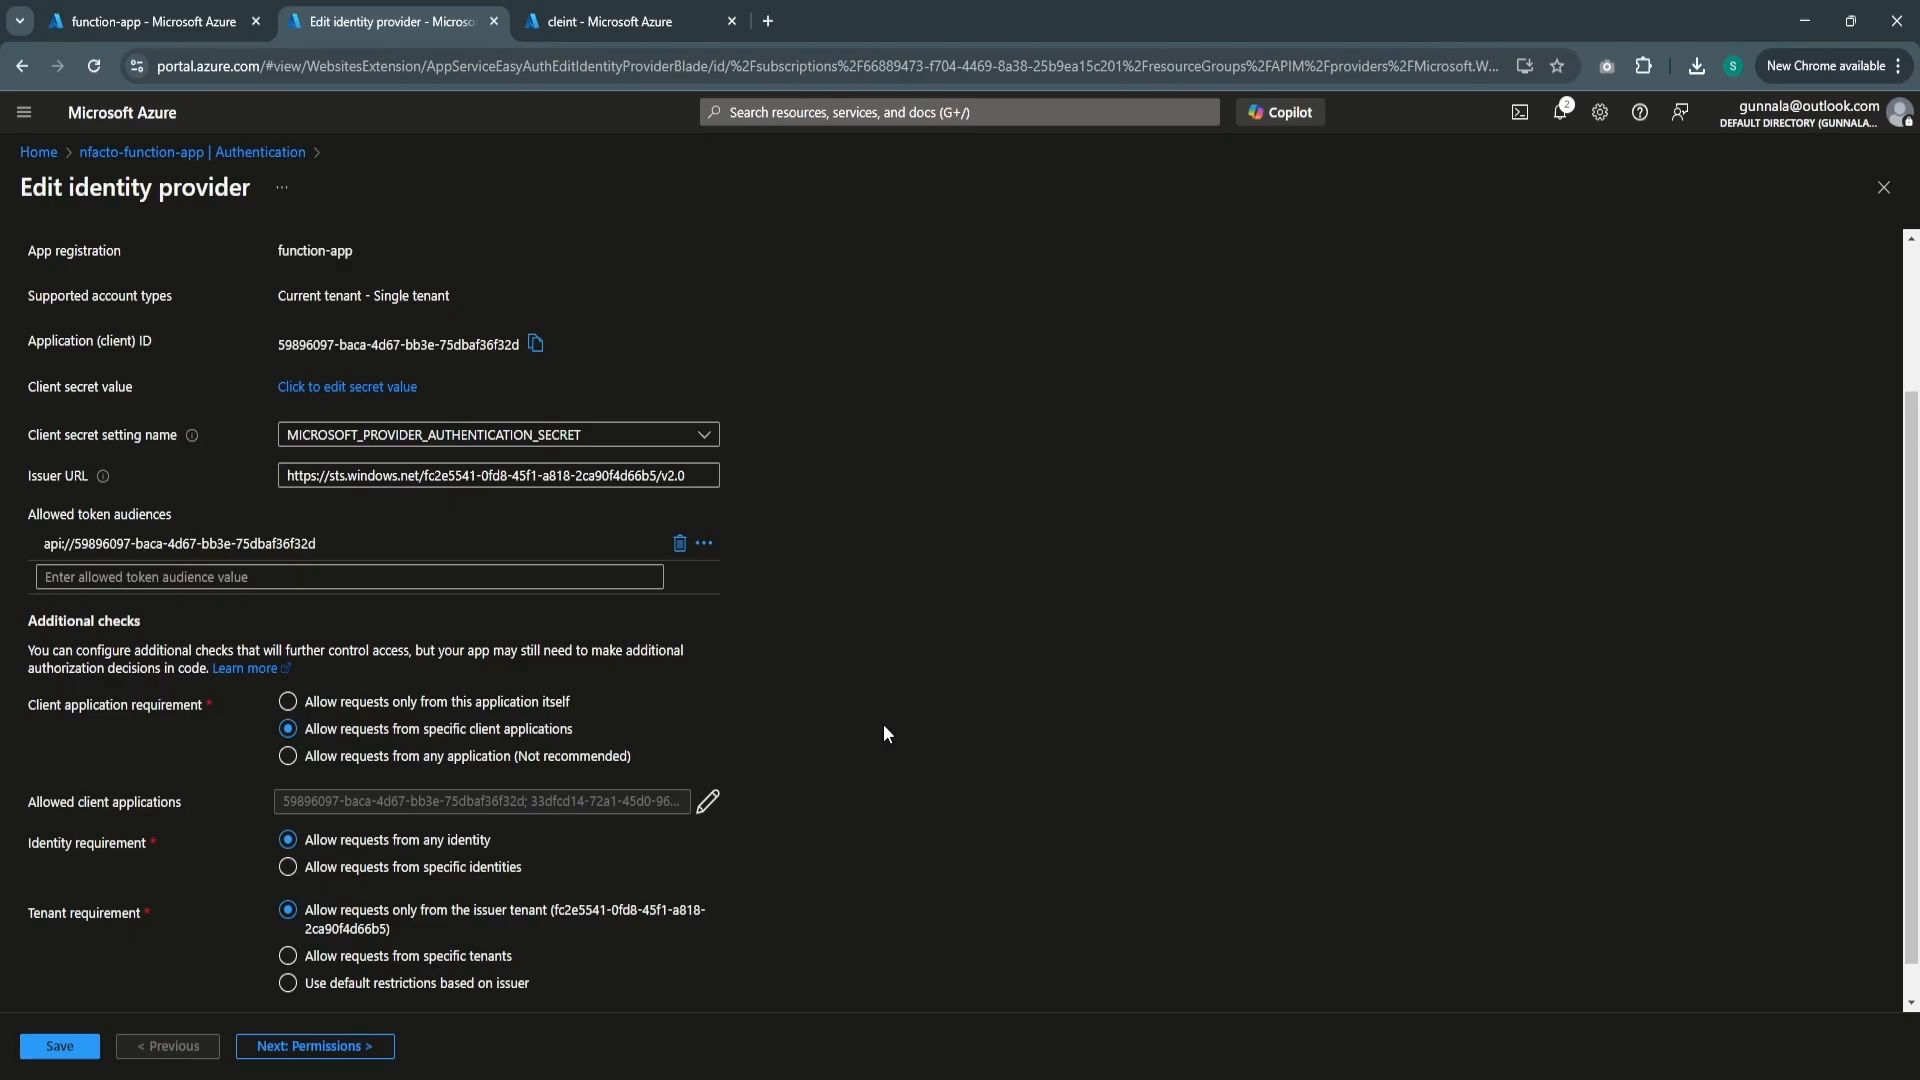 function-app - Microsoft Azure
Edit identity provider - Microso
cleint - Microsoft Azure
portal.azure.com/#view/WebsitesExtension/AppServiceEasyAuthEditIdentityProviderBlade/id/%2Fsubscriptions%2F66889473-f704-4469-8a38-25b9ea15c201%2FresourceGroups%2FAPIM%2Fproviders%2FMicrosoft.W...
S
New Chrome available
Microsoft Azure
Search resources, services, and docs (G+/)
Copilot
2
gunnala@outlook.com
DEFAULT DIRECTORY (GUNNALA...
Home > nfacto-function-app | Authentication >
Edit identity provider ...
App registration function-app
Supported account types Current tenant - Single tenant
Application (client) ID 59896097-baca-4d67-bb3e-75dbaf36f32d
Client secret value Click to edit secret value
Client secret setting name MICROSOFT_PROVIDER_AUTHENTICATION_SECRET
Issuer URL https://sts.windows.net/fc2e5541-0fd8-45f1-a818-2ca90f4d66b5/v2.0
Allowed token audiences
api://59896097-baca-4d67-bb3e-75dbaf36f32d
Enter allowed token audience value
Additional checks
You can configure additional checks that will further control access, but your app may still need to make additional
authorization decisions in code. Learn more
Client application requirement *
Allow requests only from this application itself
Allow requests from specific client applications
Allow requests from any application (Not recommended)
Allowed client applications 59896097-baca-4d67-bb3e-75dbaf36f32d; 33dfcd14-72a1-45d0-96...
Identity requirement *
Allow requests from any identity
Allow requests from specific identities
Tenant requirement *
Allow requests only from the issuer tenant (fc2e5541-0fd8-45f1-a818-
2ca90f4d66b5)
Allow requests from specific tenants
Use default restrictions based on issuer
Save
< Previous
Next: Permissions >